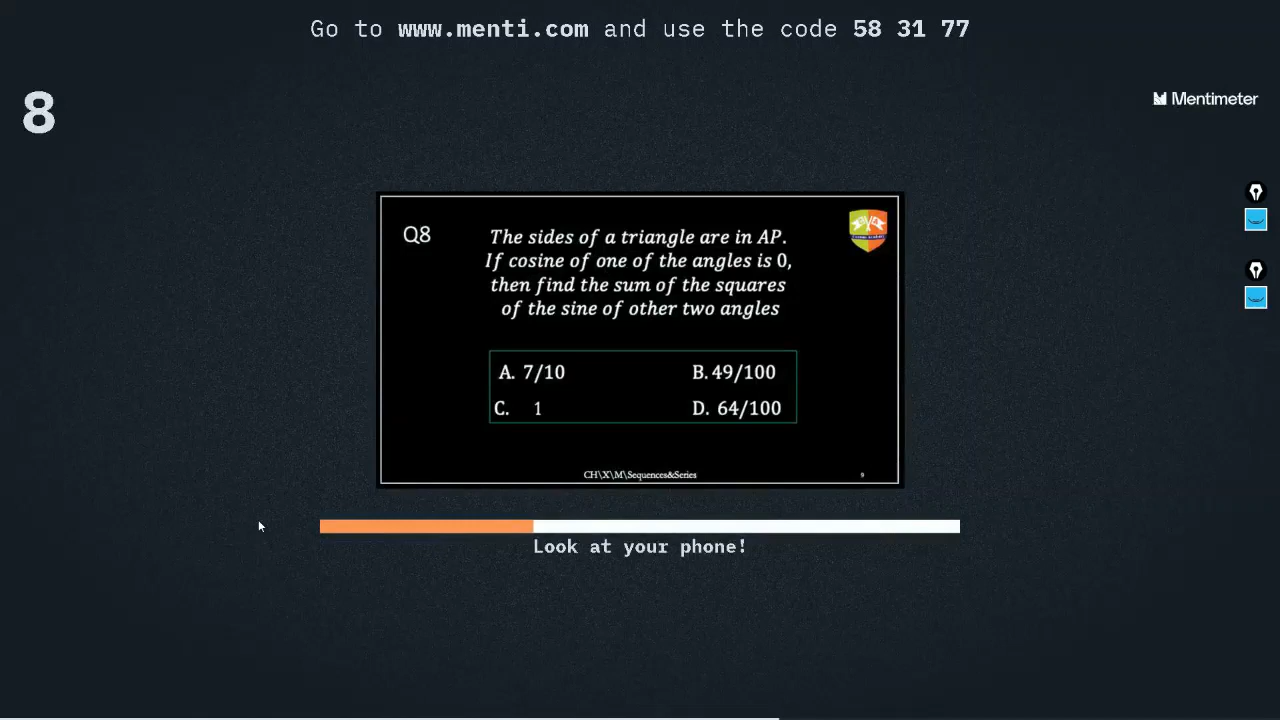 Go to www.menti.com and use the code 58 31 77
8
Mentimeter
Q8
The sides of a triangle are in AP.
If cosine of one of the angles is 0,
then find the sum of the squares
of the sine of other two angles
A. 7/10 B. 49/100
C. 1 D. 64/100
CH\X\M\Sequences&Series 9
Look at your phone!